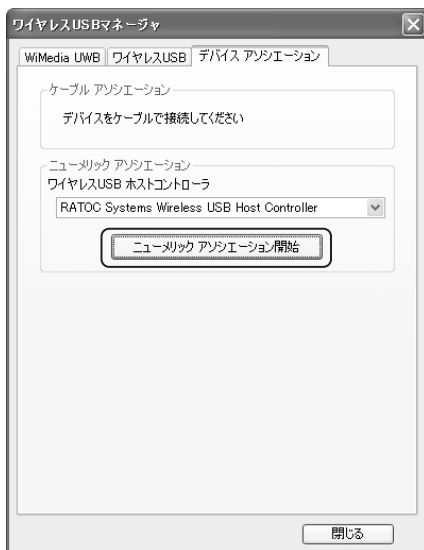 ワイヤレスUSBマネージャ
WiMedia UWB ワイヤレスUSB デバイス アソシエーション
ケーブル アソシエーション
デバイスをケーブルで接続してください
ニューメリック アソシエーション
ワイヤレスUSB ホストコントローラ
RATOC Systems Wireless USB Host Controller
ニューメリック アソシエーション開始
閉じる